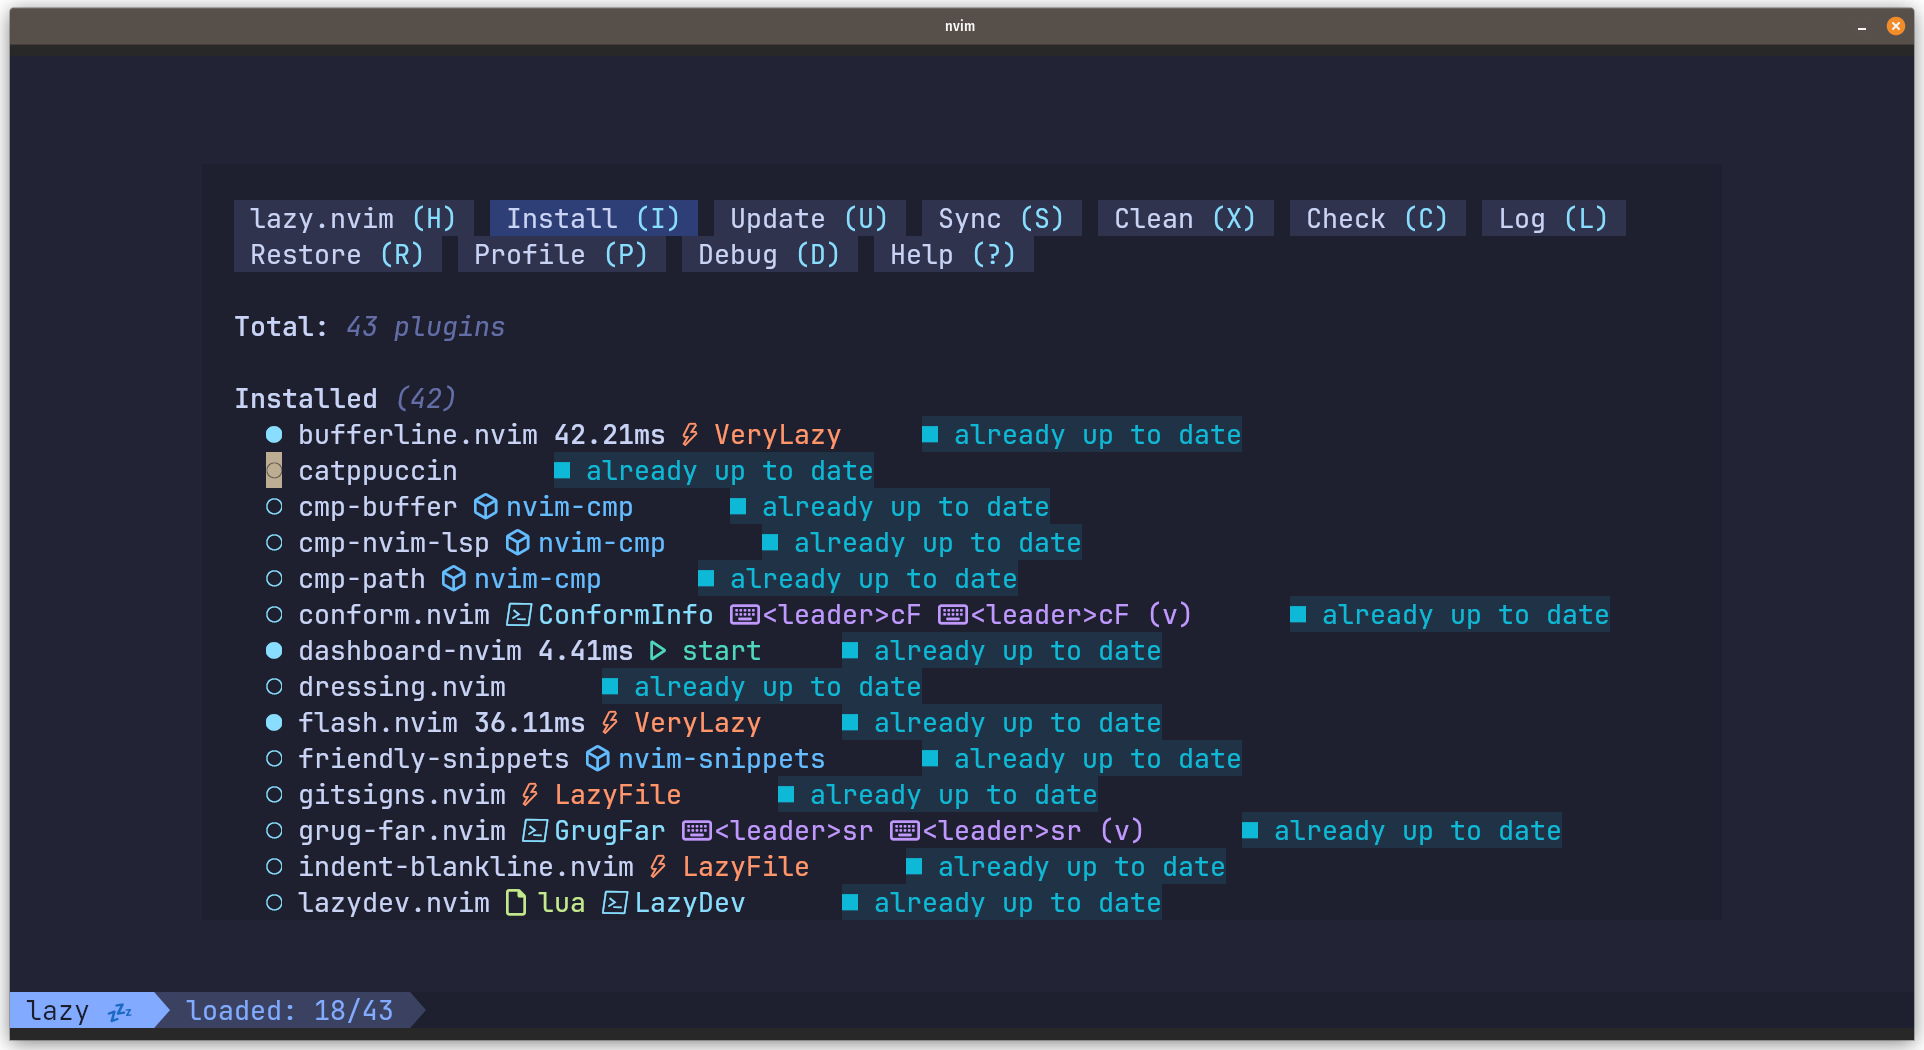 nvim
lazy.nvim (H) Install (I) Update (U) Sync (S) Clean (X) Check (C) Log (L)
Restore (R) Profile (P) Debug (D) Help (?)
Total: 43 plugins
Installed (42)
bufferline.nvim 42.21ms VeryLazy already up to date
catppuccin already up to date
cmp-buffer nvim-cmp already up to date
cmp-nvim-lsp nvim-cmp already up to date
cmp-path nvim-cmp already up to date
conform.nvim ConformInfo <leader>cF <leader>cF (v) already up to date
dashboard-nvim 4.41ms start already up to date
dressing.nvim already up to date
flash.nvim 36.11ms VeryLazy already up to date
friendly-snippets nvim-snippets already up to date
gitsigns.nvim LazyFile already up to date
grug-far.nvim GrugFar <leader>sr <leader>sr (v) already up to date
indent-blankline.nvim LazyFile already up to date
lazydev.nvim lua LazyDev already up to date
lazy zzz loaded: 18/43